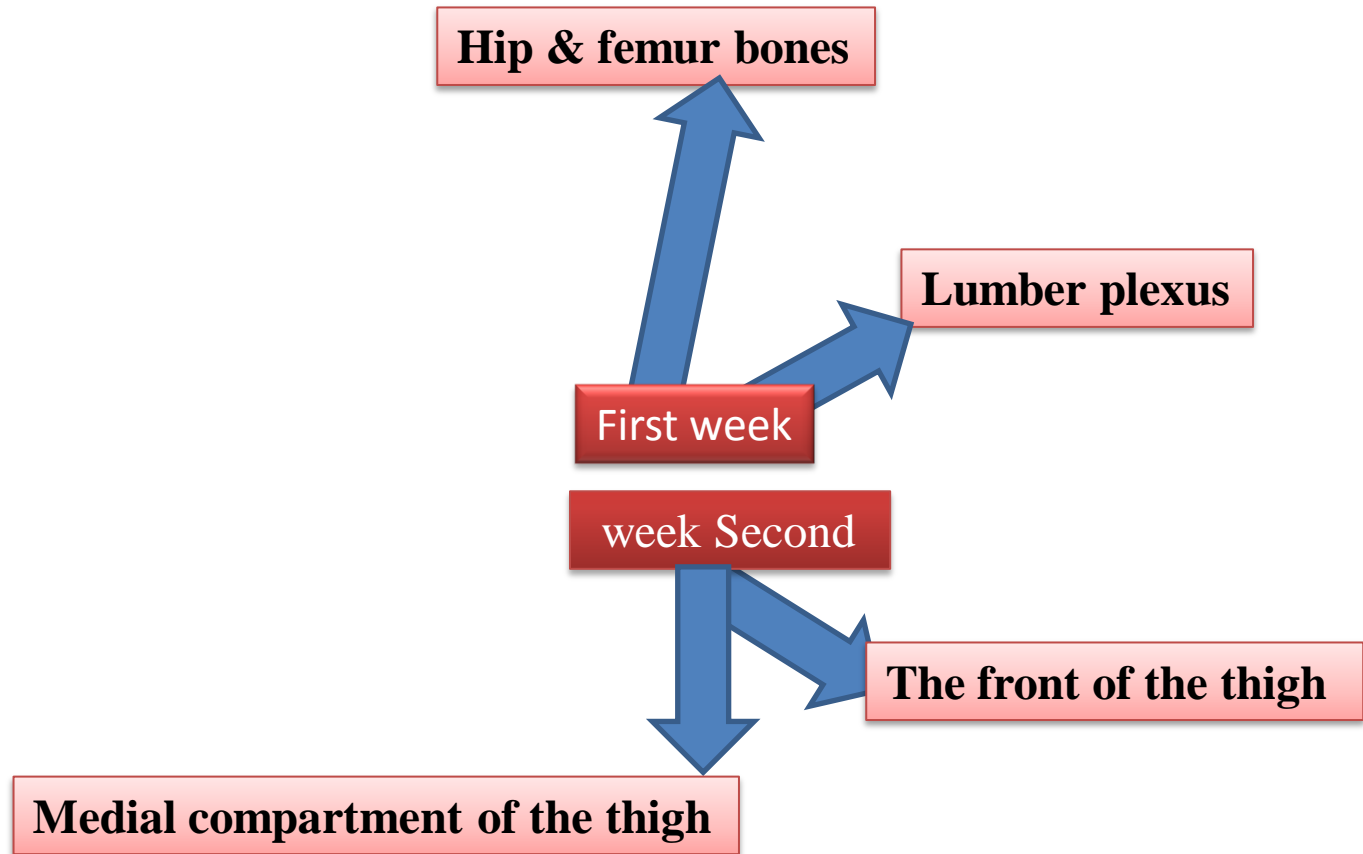 Hip & femur bones
Lumber plexus
First week
week Second
The front of the thigh
Medial compartment of the thigh